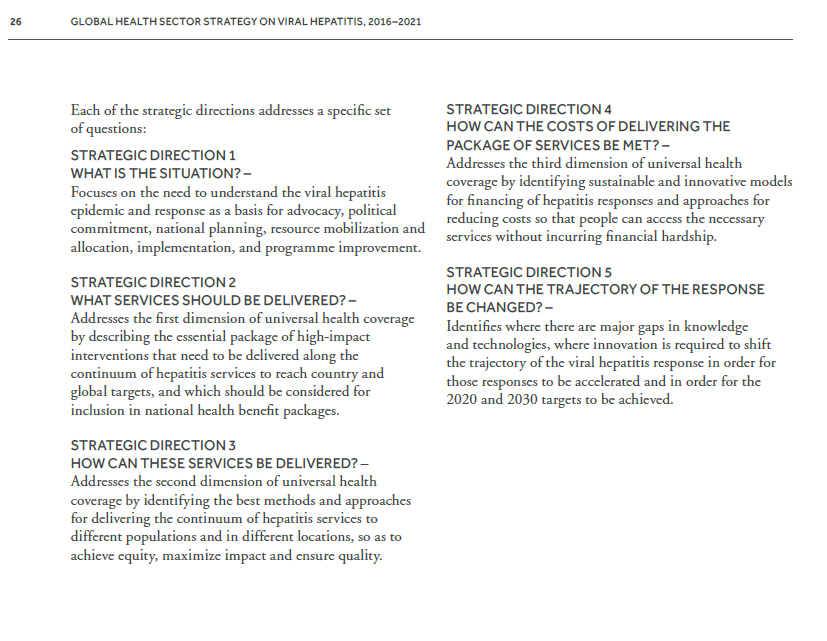 26 GLOBAL HEALTH SECTOR STRATEGY ON VIRAL HEPATITIS, 2016–2021
Each of the strategic directions addresses a specific set
of questions:
STRATEGIC DIRECTION 1
WHAT IS THE SITUATION? –
Focuses on the need to understand the viral hepatitis
epidemic and response as a basis for advocacy, political
commitment, national planning, resource mobilization and
allocation, implementation, and programme improvement.
STRATEGIC DIRECTION 2
WHAT SERVICES SHOULD BE DELIVERED? –
Addresses the first dimension of universal health coverage
by describing the essential package of high-impact
interventions that need to be delivered along the
continuum of hepatitis services to reach country and
global targets, and which should be considered for
inclusion in national health benefit packages.
STRATEGIC DIRECTION 3
HOW CAN THESE SERVICES BE DELIVERED? –
Addresses the second dimension of universal health
coverage by identifying the best methods and approaches
for delivering the continuum of hepatitis services to
different populations and in different locations, so as to
achieve equity, maximize impact and ensure quality.
STRATEGIC DIRECTION 4
HOW CAN THE COSTS OF DELIVERING THE
PACKAGE OF SERVICES BE MET? –
Addresses the third dimension of universal health
coverage by identifying sustainable and innovative models
for financing of hepatitis responses and approaches for
reducing costs so that people can access the necessary
services without incurring financial hardship.
STRATEGIC DIRECTION 5
HOW CAN THE TRAJECTORY OF THE RESPONSE
BE CHANGED? –
Identifies where there are major gaps in knowledge
and technologies, where innovation is required to shift
the trajectory of the viral hepatitis response in order for
those responses to be accelerated and in order for the
2020 and 2030 targets to be achieved.